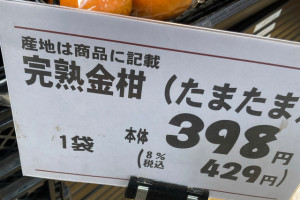 産地は商品に記載
完熟金柑（たまたま
1袋 本体 398円
(8%税込 429円)